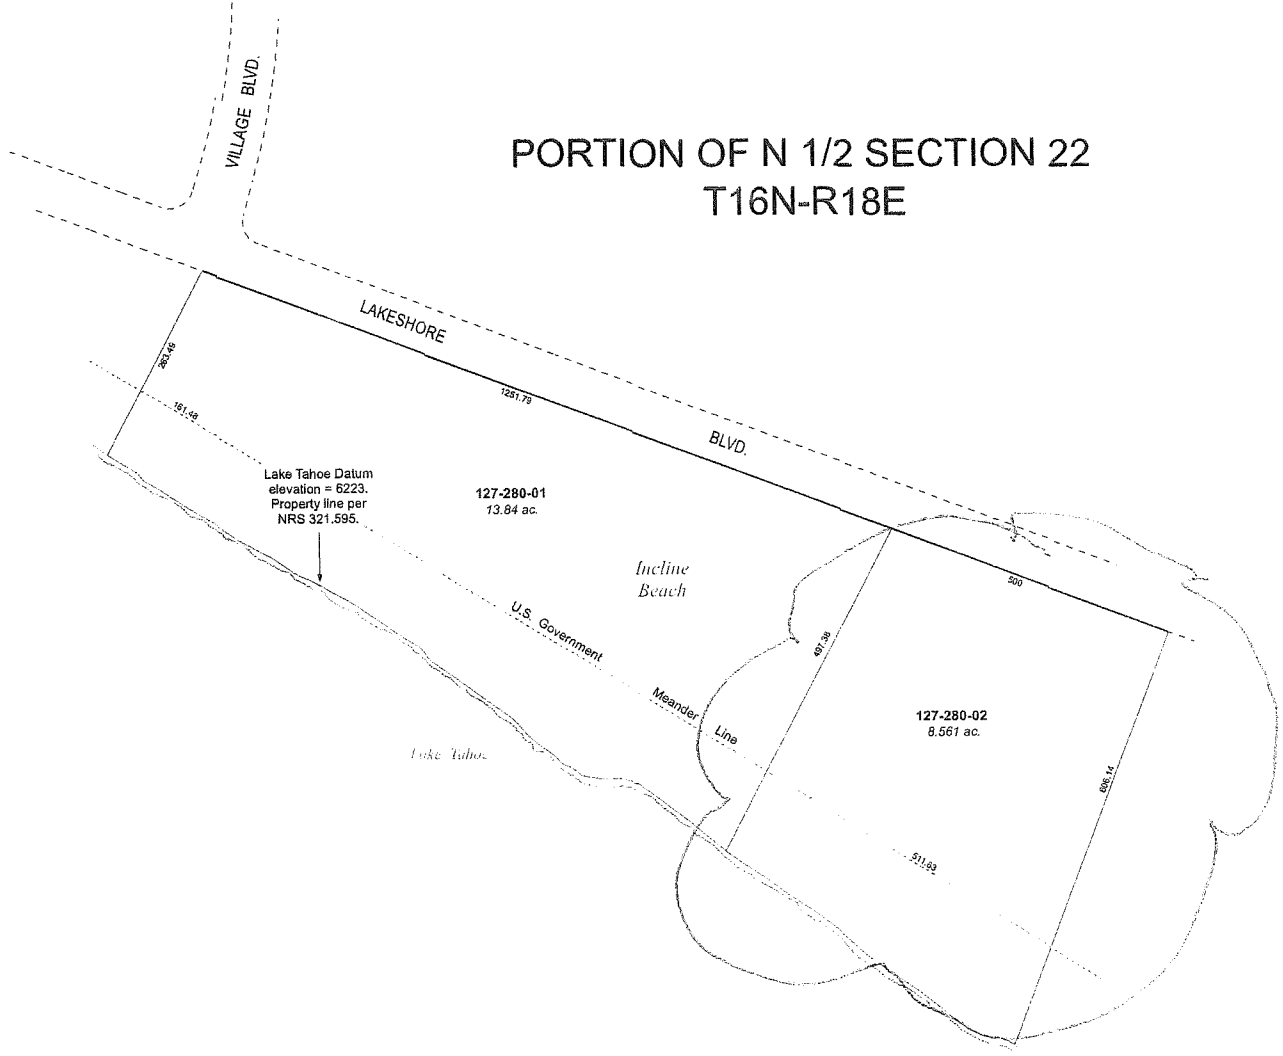 VILLAGE BLVD.
PORTION OF N 1/2 SECTION 22
T16N-R18E
LAKESHORE
BLVD.
263.49
161.48
1251.79
Lake Tahoe Datum
elevation = 6223.
Property line per
NRS 321.595.
127-280-01
13.84 ac.
Incline
Beach
500
U.S. Government
Meander Line
497.38
127-280-02
8.561 ac.
Lake Tahoe
606.14
511.63